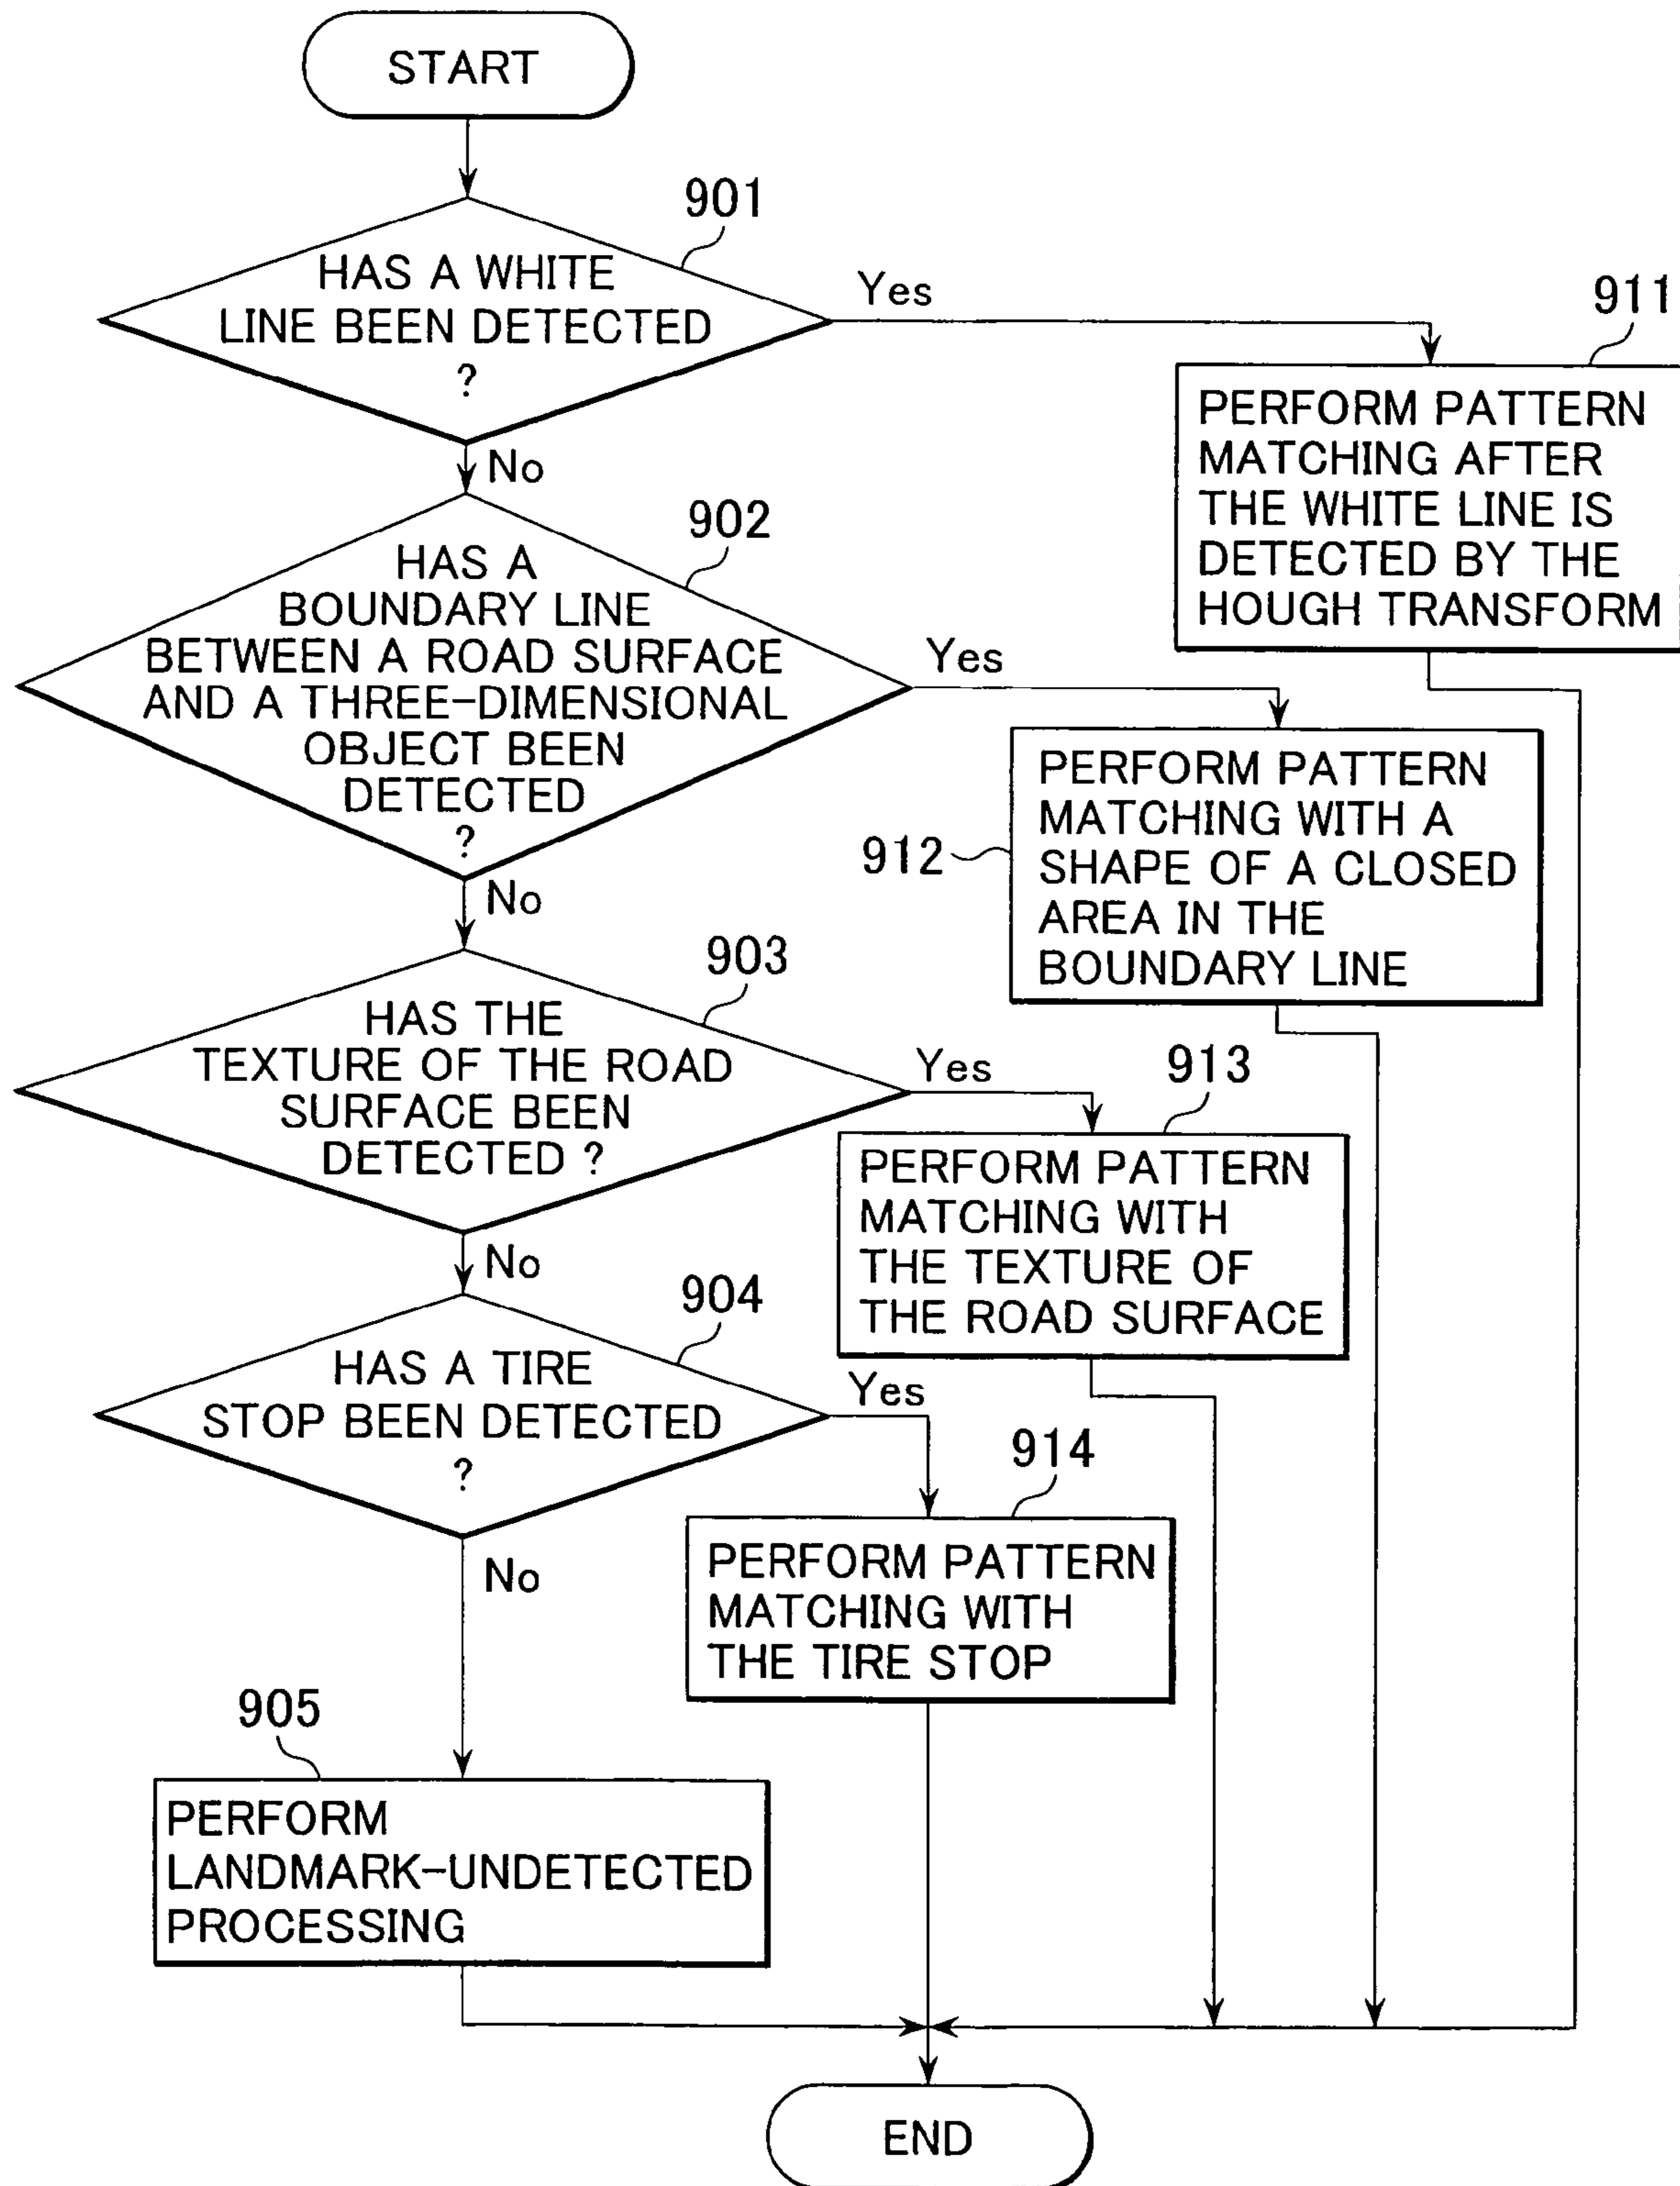 START
901
HAS A WHITE
LINE BEEN DETECTED
?
Yes
911
PERFORM PATTERN
MATCHING AFTER
THE WHITE LINE IS
DETECTED BY THE
HOUGH TRANSFORM
No
902
HAS A
BOUNDARY LINE
BETWEEN A ROAD SURFACE
AND A THREE-DIMENSIONAL
OBJECT BEEN
DETECTED
?
Yes
912
PERFORM PATTERN
MATCHING WITH A
SHAPE OF A CLOSED
AREA IN THE
BOUNDARY LINE
No
903
HAS THE
TEXTURE OF THE ROAD
SURFACE BEEN
DETECTED ?
Yes
913
PERFORM PATTERN
MATCHING WITH
THE TEXTURE OF
THE ROAD SURFACE
No
904
HAS A TIRE
STOP BEEN DETECTED
?
Yes
914
PERFORM PATTERN
MATCHING WITH
THE TIRE STOP
No
905
PERFORM
LANDMARK-UNDETECTED
PROCESSING
END